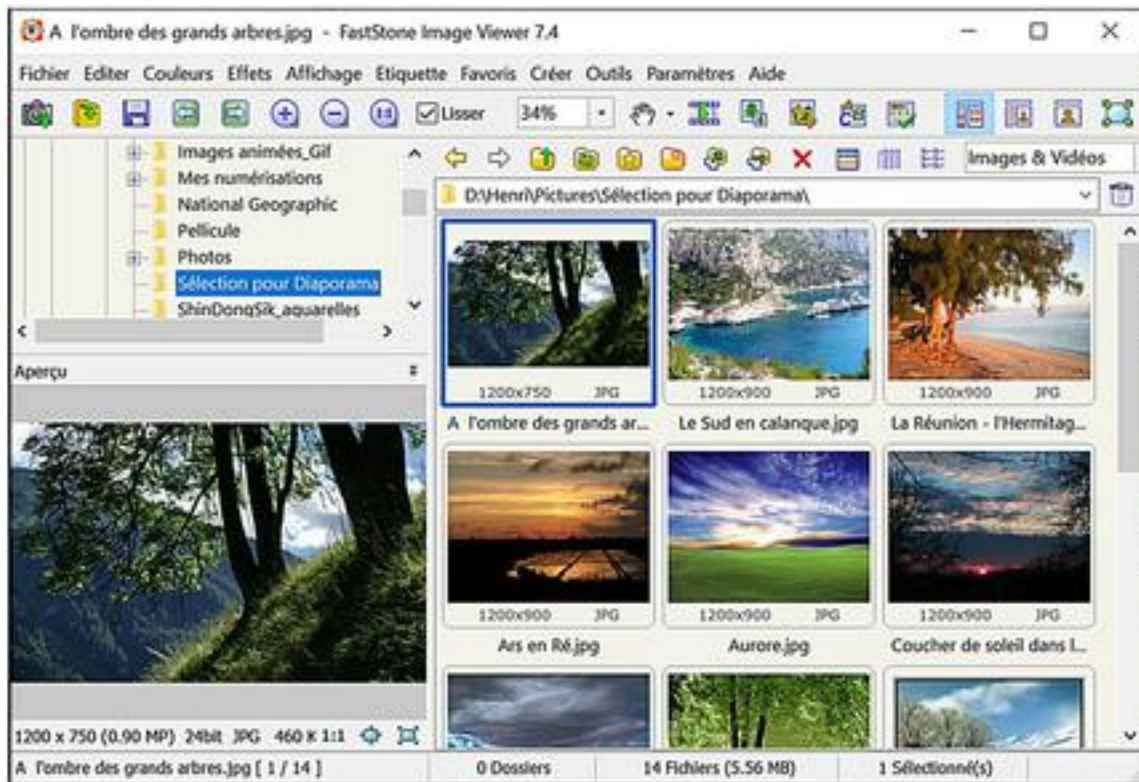 A  l'ombre des grands arbres.jpg  -  FastStone Image Viewer 7.4
Fichier Editer Couleurs Effets Affichage Etiquette Favoris Créer Outils Paramètres Aide
Lisser 34%
Images animées_Gif
Mes numérisations
National Geographic
Pellicule
Photos
Sélection pour Diaporama
ShinDongSik_aquarelles
Aperçu
1200 x 750 (0.90 MP) 24bit JPG 460 K 1:1
Images & Vidéos
D:\Henri\Pictures\Sélection pour Diaporama\
1200x750 JPG
1200x900 JPG
1200x900 JPG
A  l'ombre des grands ar...
Le Sud en calanque.jpg
La Réunion - l'Hermitag...
1200x900 JPG
1200x900 JPG
1200x900 JPG
Ars en Ré.jpg
Aurore.jpg
Coucher de soleil dans l...
A  l'ombre des grands arbres.jpg [ 1 / 14 ]
0 Dossiers
14 Fichiers (5.56 MB)
1 Sélectionné(s)